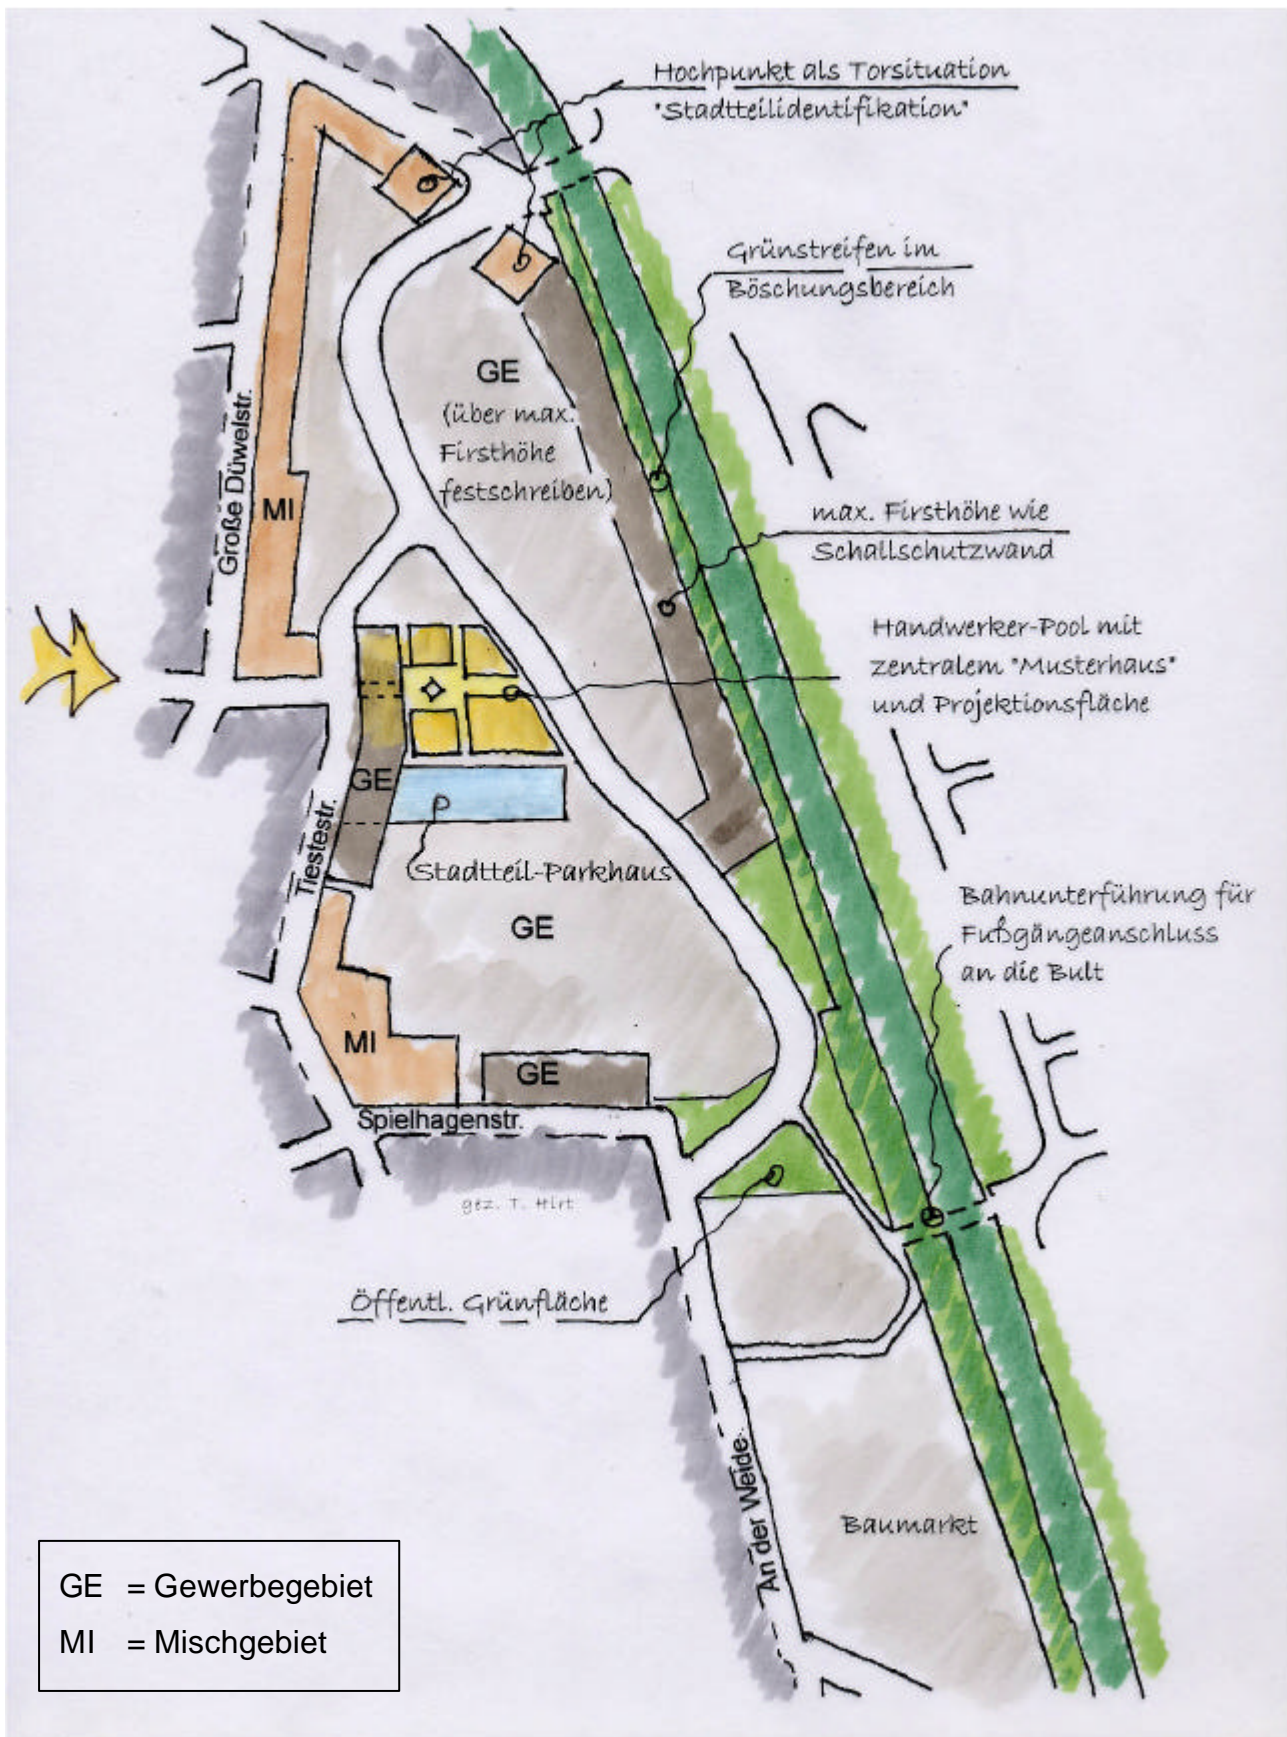 Hochpunkt als Torsituation
"Stadtteilidentifikation"
Grünstreifen im
Böschungsbereich
GE
(über max.
Firsthöhe
festschreiben)
Große Düwelstr.
MI
max. Firsthöhe wie
Schallschutzwand
Handwerker-Pool mit
zentralem "Musterhaus"
und Projektionsfläche
GE
Tiestestr.
Stadtteil-Parkhaus
GE
Bahnunterführung für
Fußgängeanschluss
an die Bult
MI
GE
Spielhagenstr.
gez. T. Hirt
Öffentl. Grünfläche
An der Weide
Baumarkt
GE = Gewerbegebiet
MI = Mischgebiet